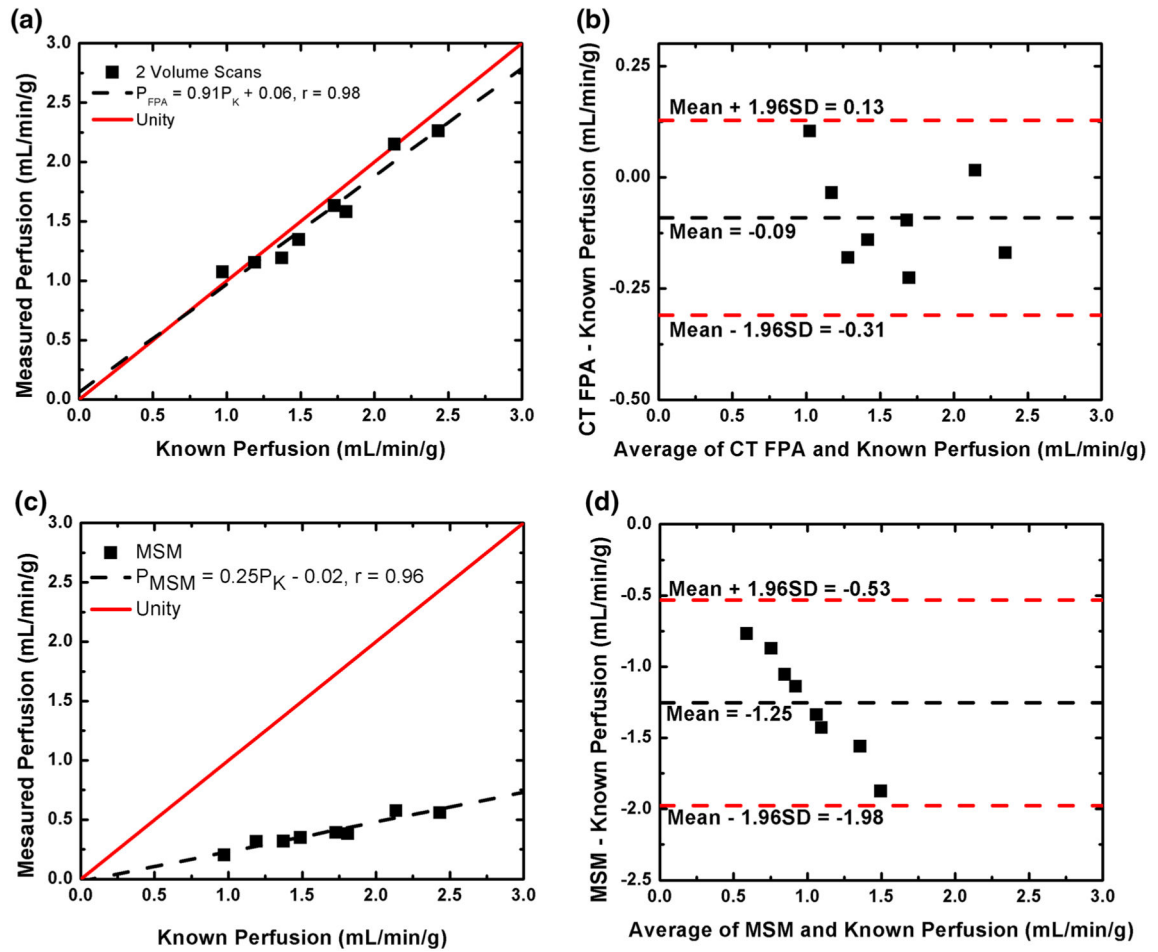 (a)
3.0
2.5
2.0
1.5
1.0
0.5
0.0
Measured Perfusion (mL/min/g)
2 Volume Scans
P_FPA = 0.91P_K + 0.06, r = 0.98
Unity
0.0 0.5 1.0 1.5 2.0 2.5 3.0
Known Perfusion (mL/min/g)
(b)
0.25
0.00
-0.25
-0.50
CT FPA - Known Perfusion (mL/min/g)
Mean + 1.96SD = 0.13
Mean = -0.09
Mean - 1.96SD = -0.31
0.0 0.5 1.0 1.5 2.0 2.5 3.0
Average of CT FPA and Known Perfusion (mL/min/g)
(c)
3.0
2.5
2.0
1.5
1.0
0.5
0.0
Mesaured Perfusion (mL/min/g)
MSM
P_MSM = 0.25P_K - 0.02, r = 0.96
Unity
0.0 0.5 1.0 1.5 2.0 2.5 3.0
Known Perfusion (mL/min/g)
(d)
0.0
-0.5
-1.0
-1.5
-2.0
-2.5
MSM - Known Perfusion (mL/min/g)
Mean + 1.96SD = -0.53
Mean = -1.25
Mean - 1.96SD = -1.98
0.0 0.5 1.0 1.5 2.0 2.5 3.0
Average of MSM and Known Perfusion (mL/min/g)